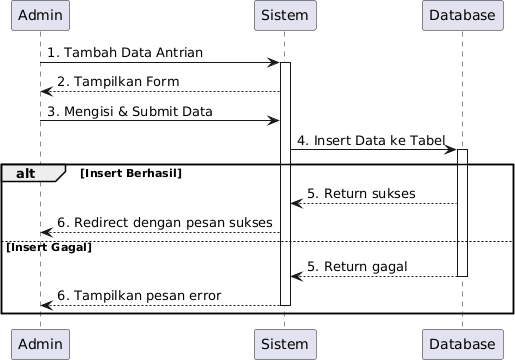 Admin Sistem Database
1. Tambah Data Antrian
2. Tampilkan Form
3. Mengisi & Submit Data
4. Insert Data ke Tabel
alt [Insert Berhasil]
5. Return sukses
6. Redirect dengan pesan sukses
[Insert Gagal]
5. Return gagal
6. Tampilkan pesan error
Admin Sistem Database